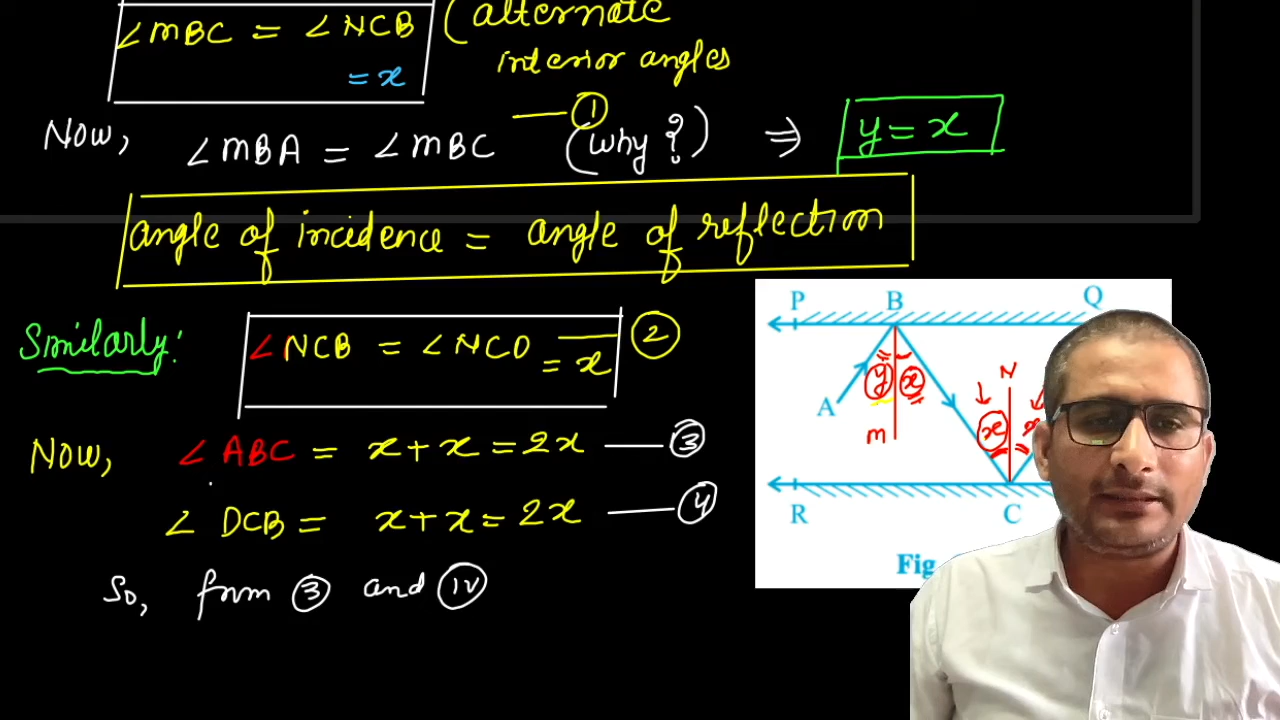 ∠MBC = ∠NCB (alternate
= x interior angles
Now, ∠MBA = ∠MBC —① (Why?) ⇒ y = x
angle of incidence = angle of reflection
Similarly: ∠NCB = ∠NCD = x —②
Now, ∠ABC = x+x = 2x —③
∠DCB = x+x = 2x —④
So, from ③ and ⓘⓥ
P B Q
y x N
A M x x
R C
Fig